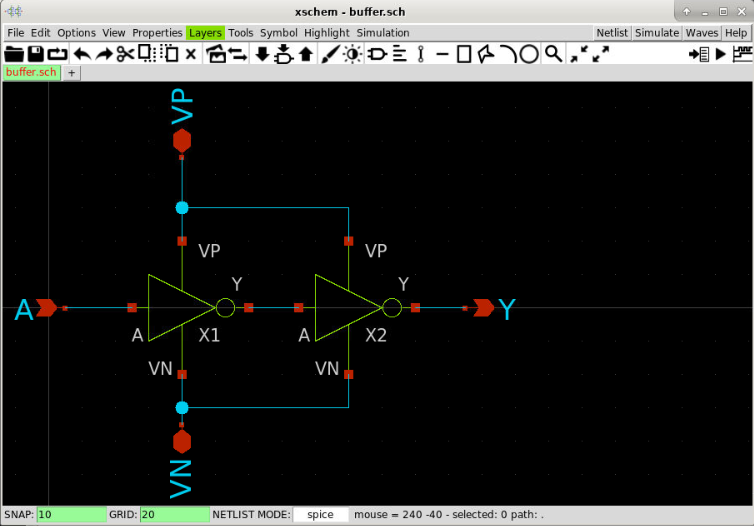 xschem - buffer.sch
File Edit Options View Properties Layers Tools Symbol Highlight Simulation Netlist Simulate Waves Help
buffer.sch +
VP
VP VP
Y Y
A Y
A X1 A X2
VN VN
VN
SNAP: 10 GRID: 20 NETLIST MODE: spice mouse = 240 -40 - selected: 0 path: .